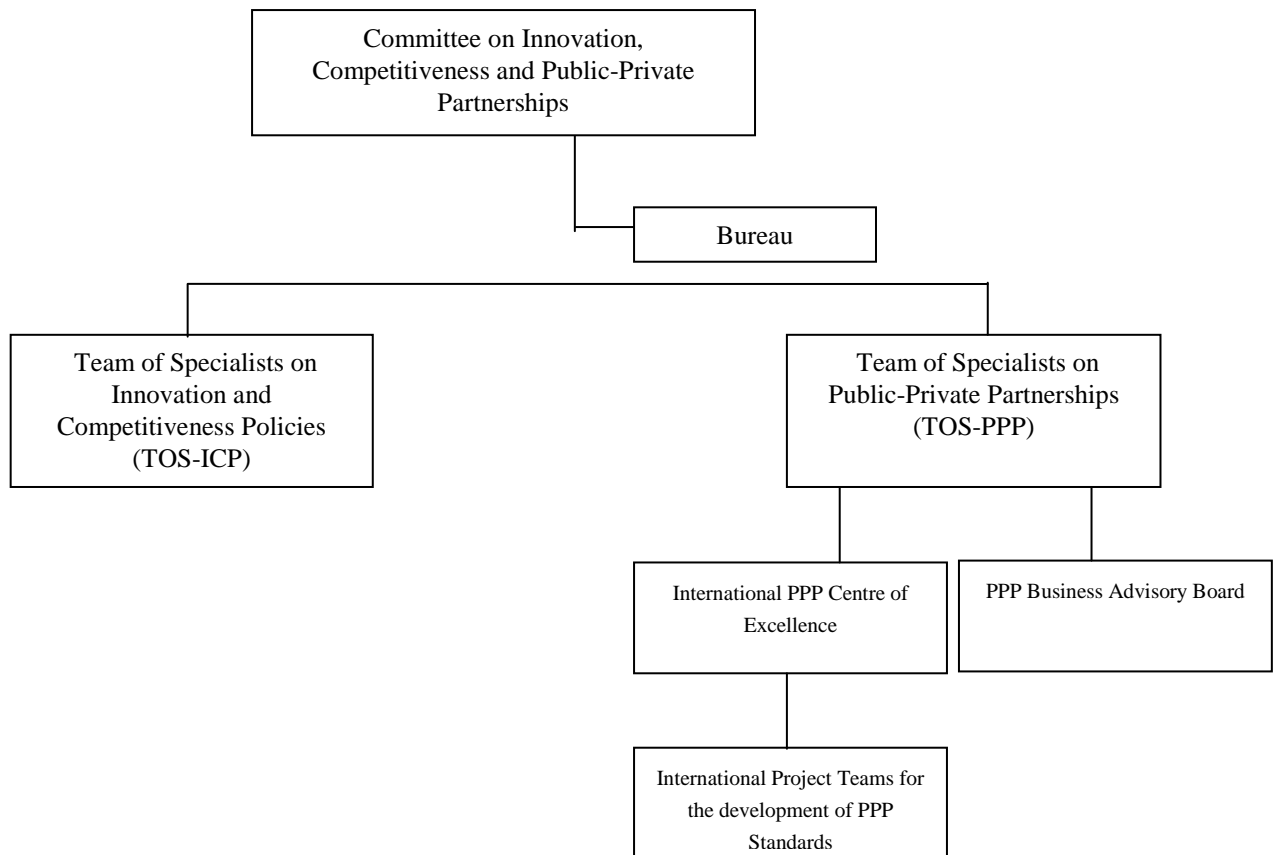 Committee on Innovation,
Competitiveness and Public-Private
Partnerships
Bureau
Team of Specialists on
Innovation and
Competitiveness Policies
(TOS-ICP)
Team of Specialists on
Public-Private Partnerships
(TOS-PPP)
International PPP Centre of
Excellence
PPP Business Advisory Board
International Project Teams for
the development of PPP
Standards